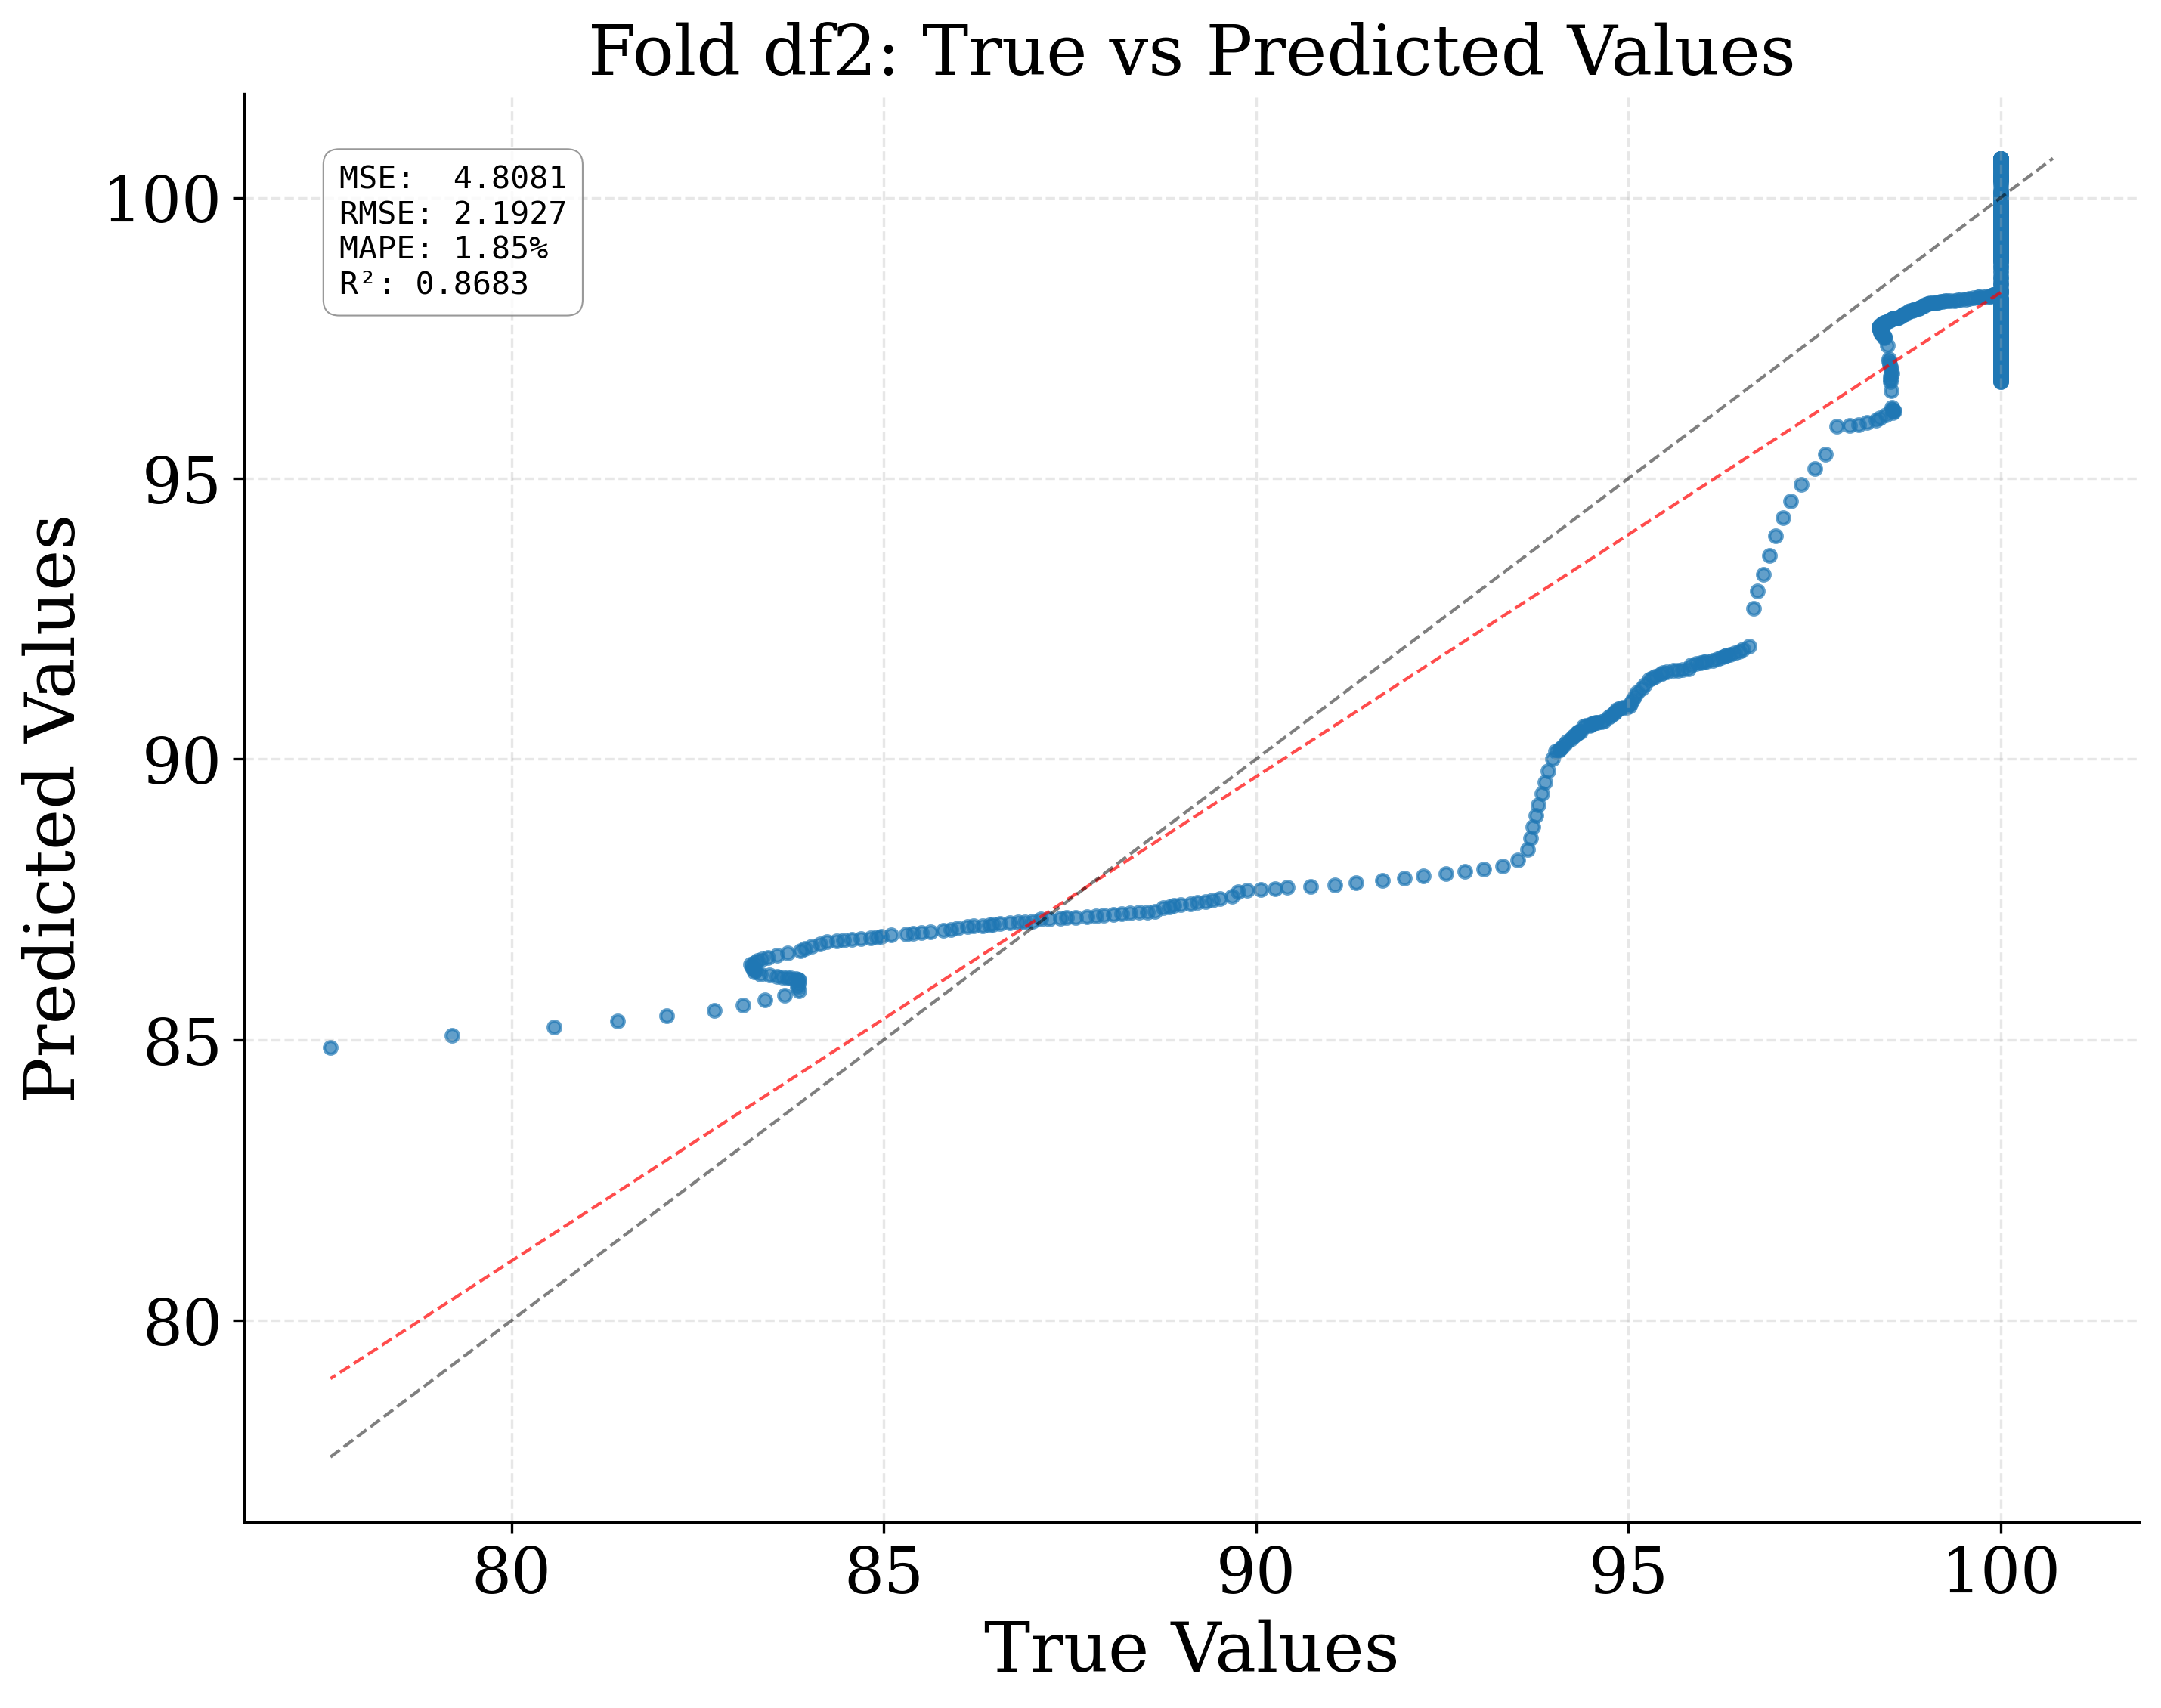 Fold df2: True vs Predicted Values
MSE:  4.8081
RMSE: 2.1927
MAPE: 1.85%
R²: 0.8683
100
95
90
85
80
Predicted Values
80
85
90
95
100
True Values